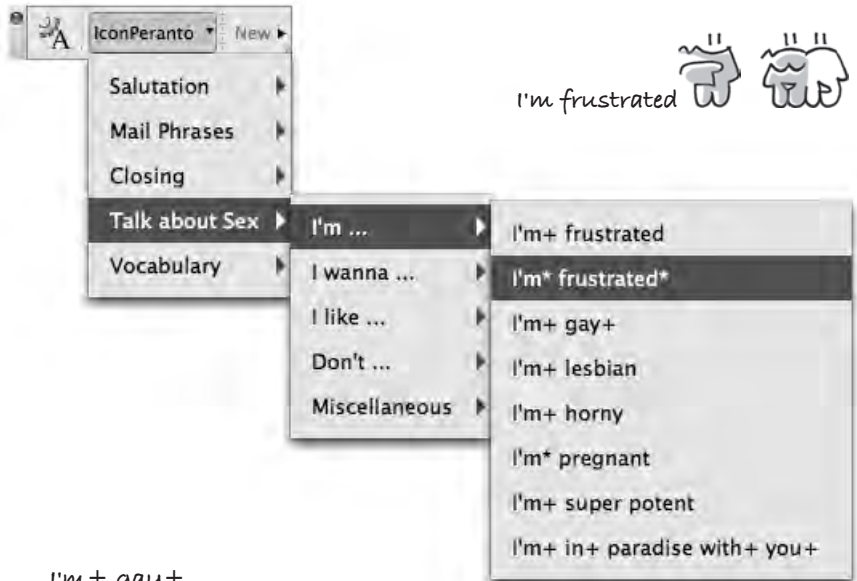 A IconPeranto New
Salutation
Mail Phrases
Closing
Talk about Sex
Vocabulary
I'm ...
I wanna ...
I like ...
Don't ...
Miscellaneous
I'm+ frustrated
I'm* frustrated*
I'm+ gay+
I'm+ lesbian
I'm+ horny
I'm* pregnant
I'm+ super potent
I'm+ in+ paradise with+ you+
I'm frustrated
I'm+ gay+